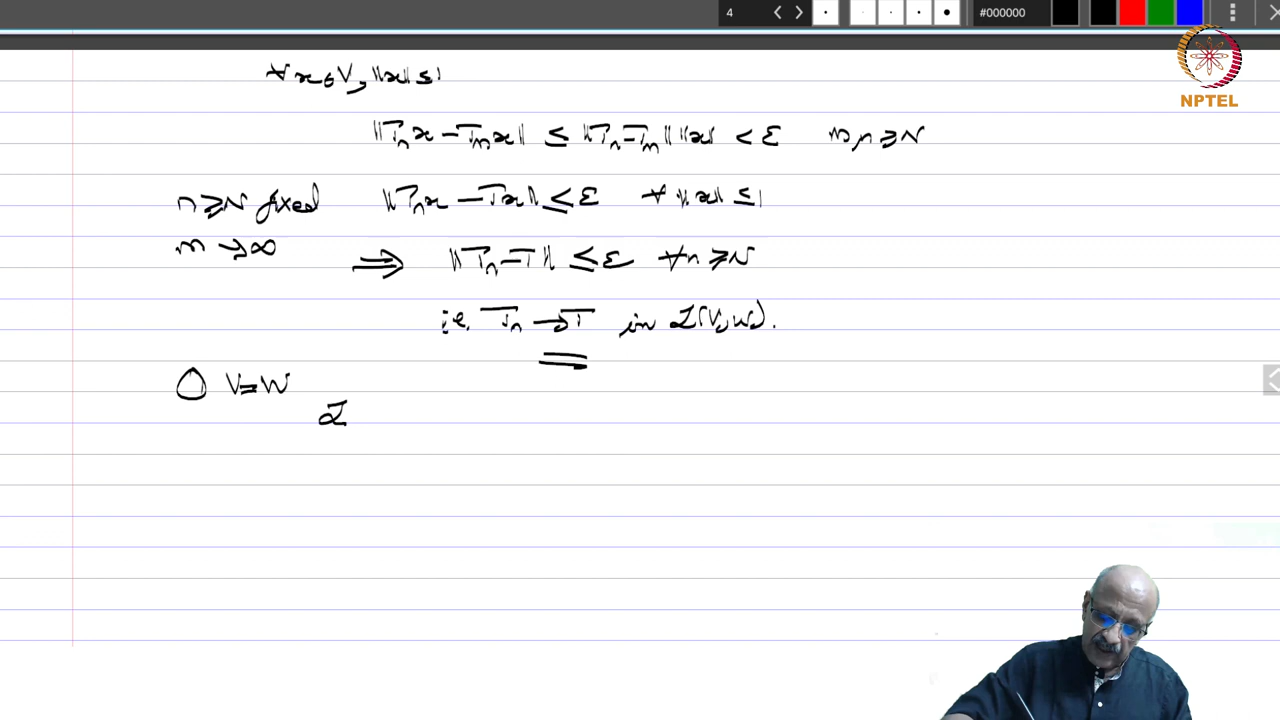 4 #000000
NPTEL
∀ x ∈ V, ||x|| ≤ 1
||Tₙx − Tₘx|| ≤ ||Tₙ − Tₘ|| ||x|| < ε m,n ≥ N
n ≥ N fixed ||Tₙx − Tx|| ≤ ε ∀ ||x|| ≤ 1
m → ∞ ⟹ ||Tₙ − T|| ≤ ε ∀ n ≥ N
i.e. Tₙ → T in ℒ(V,W).
V=W
ℒ